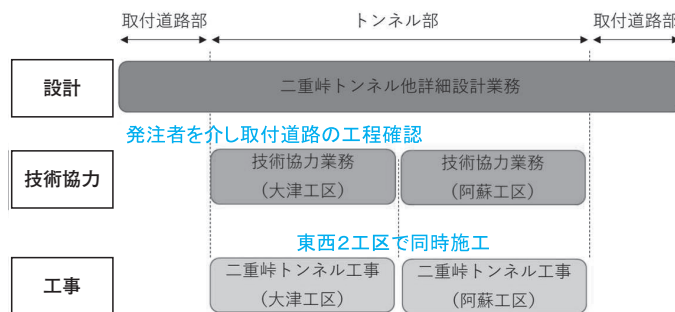 取付道路部
トンネル部
取付道路部
設計
二重峠トンネル他詳細設計業務
発注者を介し取付道路の工程確認
技術協力
技術協力業務
(大津工区)
技術協力業務
(阿蘇工区)
東西2工区で同時施工
工事
二重峠トンネル工事
(大津工区)
二重峠トンネル工事
(阿蘇工区)